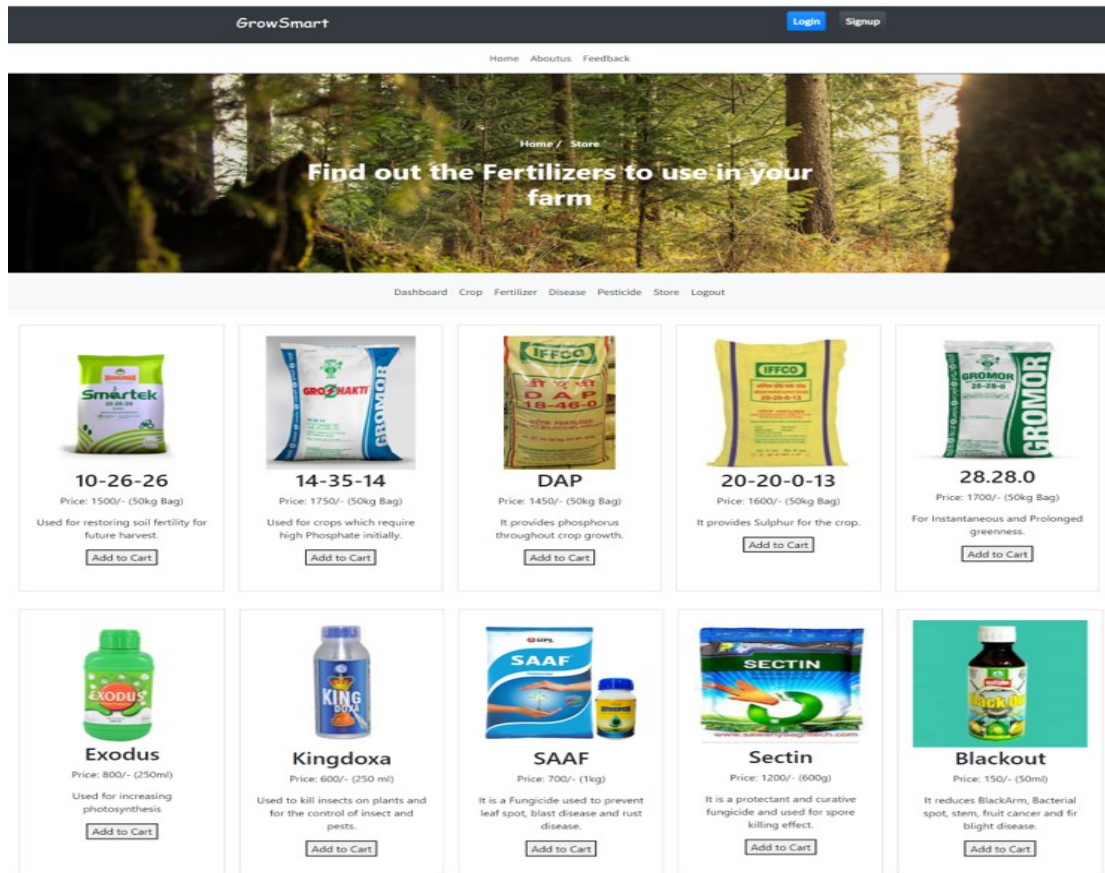 GrowSmart
Login Signup
Home Aboutus Feedback
Home / Store
Find out the Fertilizers to use in your
farm
Dashboard Crop Fertilizer Disease Pesticide Store Logout
Smartek
10:26:26
GROSHAKTI
GROMOR
IFFCO
डी ए पी
D A P
18-46-0
IFFCO
20-20-0-13
GROMOR
28-28-0
GROMOR
10-26-26
Price: 1500/- (50kg Bag)
Used for restoring soil fertility for
future harvest.
Add to Cart
14-35-14
Price: 1750/- (50kg Bag)
Used for crops which require
high Phosphate initially.
Add to Cart
DAP
Price: 1450/- (50kg Bag)
It provides phosphorus
throughout crop growth.
Add to Cart
20-20-0-13
Price: 1600/- (50kg Bag)
It provides Sulphur for the crop.
Add to Cart
28.28.0
Price: 1700/- (50kg Bag)
For Instantaneous and Prolonged
greenness.
Add to Cart
EXODUS
KING
DOXA
UPL
SAAF
SECTIN
Black
Exodus
Price: 800/- (250ml)
Used for increasing
photosynthesis
Add to Cart
Kingdoxa
Price: 600/- (250 ml)
Used to kill insects on plants and
for the control of insect and
pests.
Add to Cart
SAAF
Price: 700/- (1kg)
It is a Fungicide used to prevent
leaf spot, blast disease and rust
disease.
Add to Cart
Sectin
Price: 1200/- (600g)
It is a protectant and curative
fungicide and used for spore
killing effect.
Add to Cart
Blackout
Price: 150/- (50ml)
It reduces BlackArm, Bacterial
spot, stem, fruit cancer and fir
blight disease.
Add to Cart